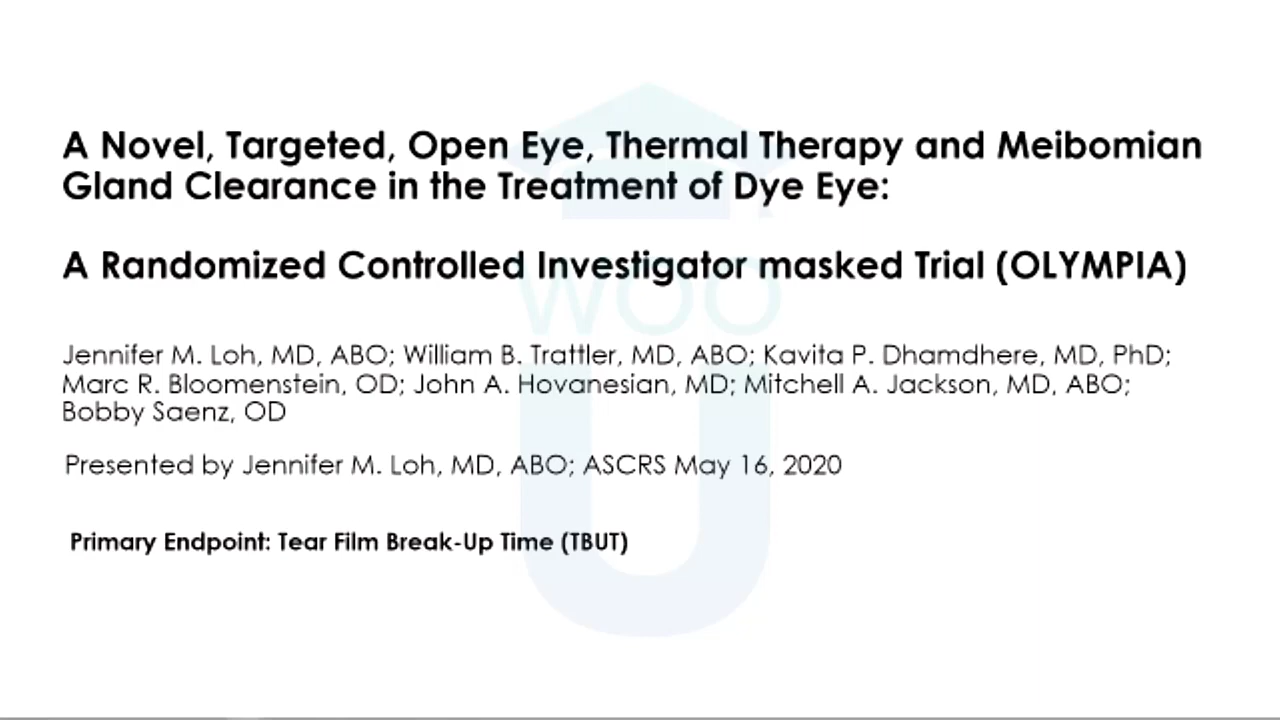 A Novel, Targeted, Open Eye, Thermal Therapy and Meibomian
Gland Clearance in the Treatment of Dye Eye:
A Randomized Controlled Investigator masked Trial (OLYMPIA)
WOO
U
Jennifer M. Loh, MD, ABO; William B. Trattler, MD, ABO; Kavita P. Dhamdhere, MD, PhD;
Marc R. Bloomenstein, OD; John A. Hovanesian, MD; Mitchell A. Jackson, MD, ABO;
Bobby Saenz, OD
Presented by Jennifer M. Loh, MD, ABO; ASCRS May 16, 2020
Primary Endpoint: Tear Film Break-Up Time (TBUT)